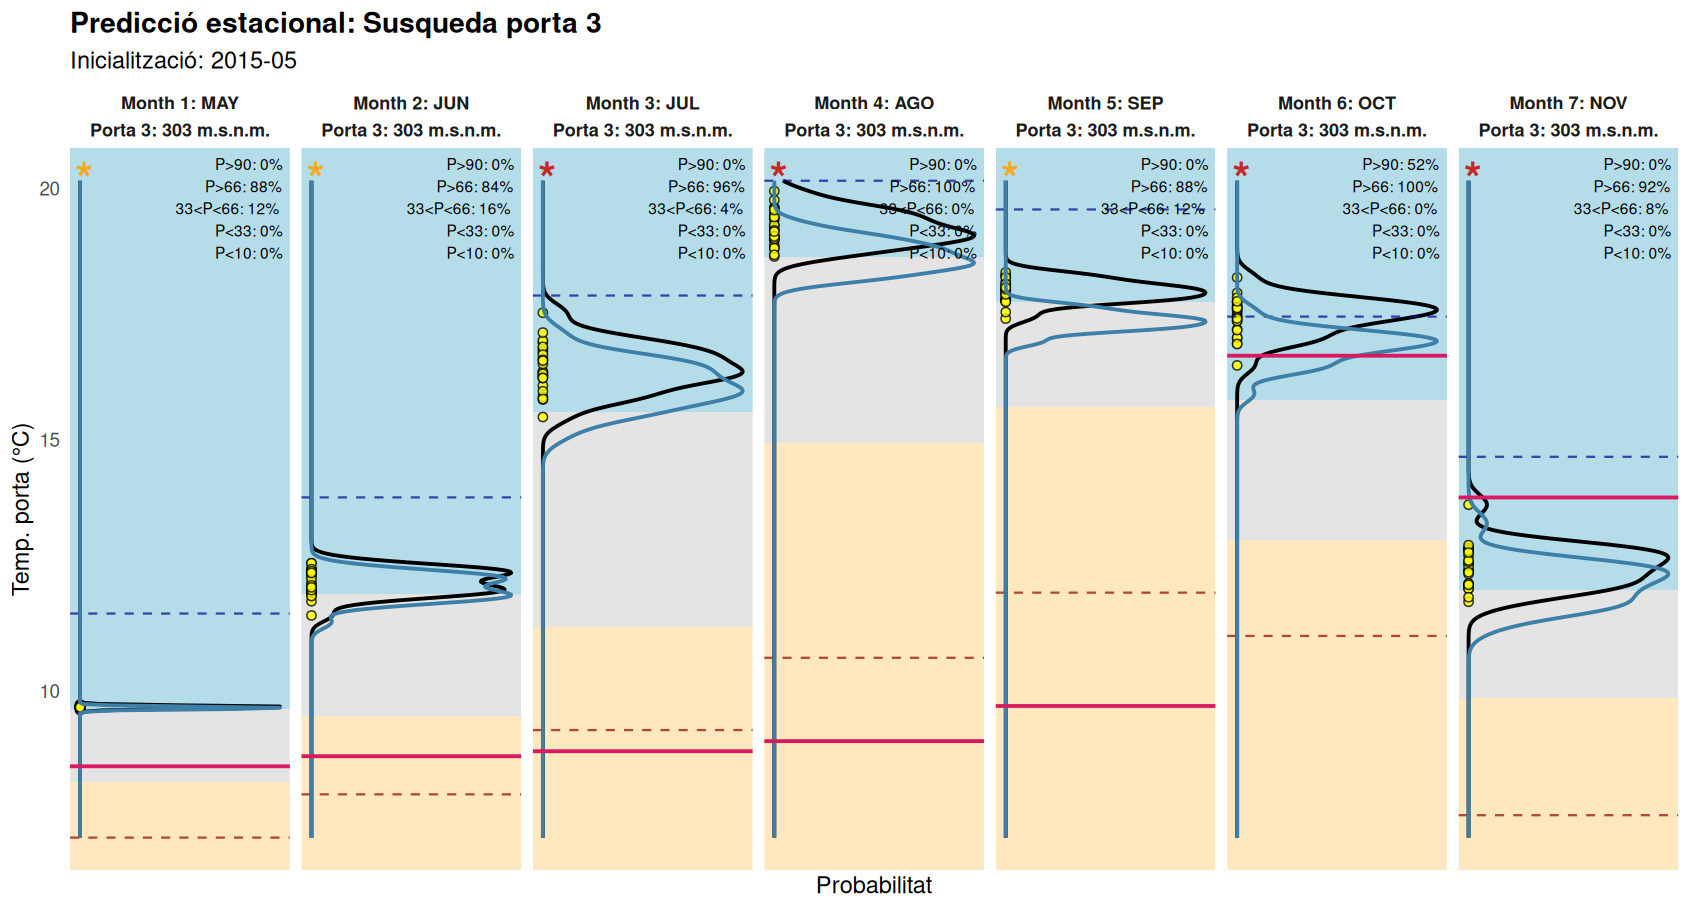 Predicció estacional: Susqueda porta 3
Inicialització: 2015-05
Month 1: MAY
Porta 3: 303 m.s.n.m.
Month 2: JUN
Porta 3: 303 m.s.n.m.
Month 3: JUL
Porta 3: 303 m.s.n.m.
Month 4: AGO
Porta 3: 303 m.s.n.m.
Month 5: SEP
Porta 3: 303 m.s.n.m.
Month 6: OCT
Porta 3: 303 m.s.n.m.
Month 7: NOV
Porta 3: 303 m.s.n.m.
Temp. porta (°C)
20
15
10
*
P>90: 0%
P>66: 88%
33<P<66: 12%
P<33: 0%
P<10: 0%
*
P>90: 0%
P>66: 84%
33<P<66: 16%
P<33: 0%
P<10: 0%
*
P>90: 0%
P>66: 96%
33<P<66: 4%
P<33: 0%
P<10: 0%
*
P>90: 0%
P>66: 100%
33<P<66: 0%
P<33: 0%
P<10: 0%
*
P>90: 0%
P>66: 88%
33<P<66: 12%
P<33: 0%
P<10: 0%
*
P>90: 52%
P>66: 100%
33<P<66: 0%
P<33: 0%
P<10: 0%
*
P>90: 0%
P>66: 92%
33<P<66: 8%
P<33: 0%
P<10: 0%
Probabilitat